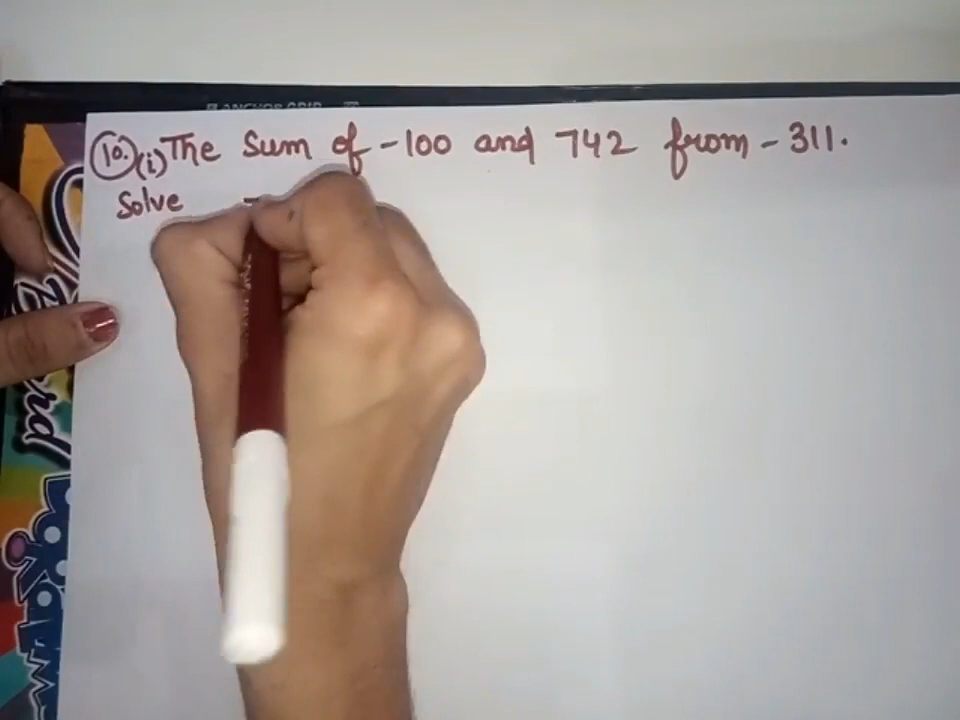 10. (i) The Sum of -100 and 742 from - 311.
Solve